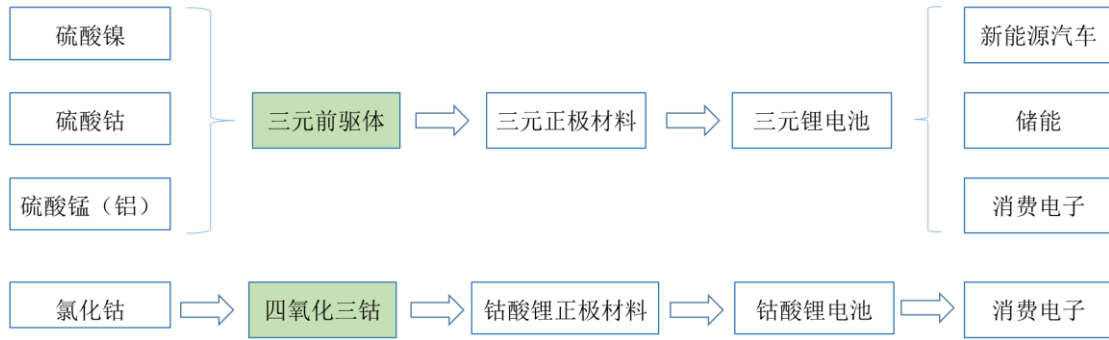 硫酸镍
硫酸钴
硫酸锰（铝）
三元前驱体
三元正极材料
三元锂电池
新能源汽车
储能
消费电子
氯化钴
四氧化三钴
钴酸锂正极材料
钴酸锂电池
消费电子